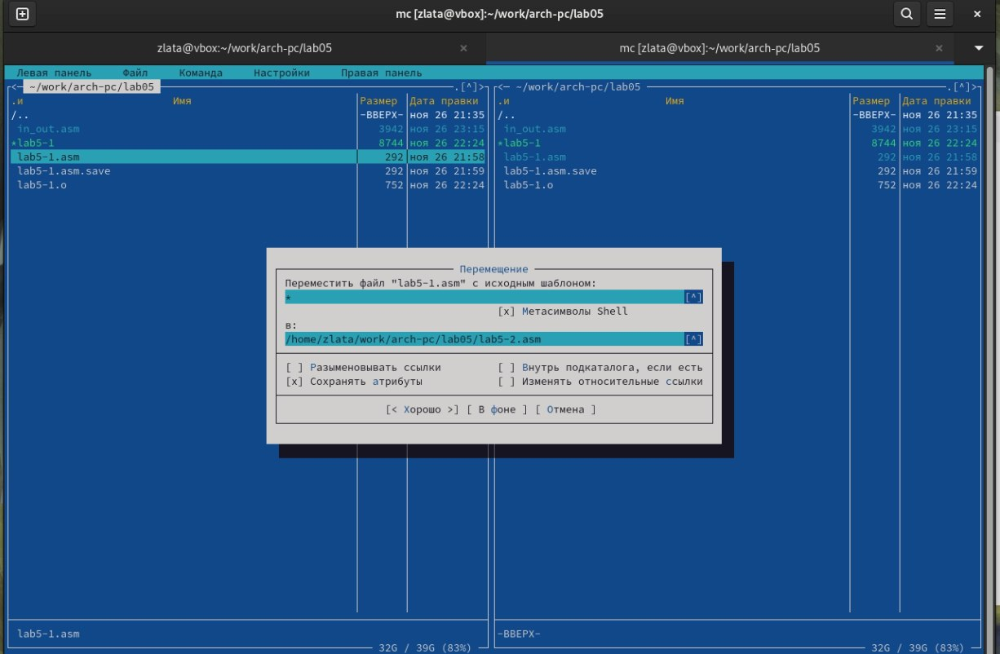 mc [zlata@vbox]:~/work/arch-pc/lab05
zlata@vbox:~/work/arch-pc/lab05
mc [zlata@vbox]:~/work/arch-pc/lab05
Левая панель Файл Команда Настройки Правая панель
<- ~/work/arch-pc/lab05 .[^]>
.и Имя Размер Дата правки
/.. -ВВЕРХ- ноя 26 21:35
in_out.asm 3942 ноя 26 23:15
*lab5-1 8744 ноя 26 22:24
lab5-1.asm 292 ноя 26 21:58
lab5-1.asm.save 292 ноя 26 21:59
lab5-1.o 752 ноя 26 22:24
lab5-1.asm
32G / 39G (83%)
<- ~/work/arch-pc/lab05 .[^]>
.и Имя Размер Дата правки
/.. -ВВЕРХ- ноя 26 21:35
in_out.asm 3942 ноя 26 23:15
*lab5-1 8744 ноя 26 22:24
lab5-1.asm 292 ноя 26 21:58
lab5-1.asm.save 292 ноя 26 21:59
lab5-1.o 752 ноя 26 22:24
-ВВЕРХ-
32G / 39G (83%)
Перемещение
Переместить файл "lab5-1.asm" с исходным шаблоном:
* [^]
[x] Метасимволы Shell
в:
/home/zlata/work/arch-pc/lab05/lab5-2.asm [^]
[ ] Разыменовывать ссылки [ ] Внутрь подкаталога, если есть
[x] Сохранять атрибуты [ ] Изменять относительные ссылки
[< Хорошо >] [ В фоне ] [ Отмена ]